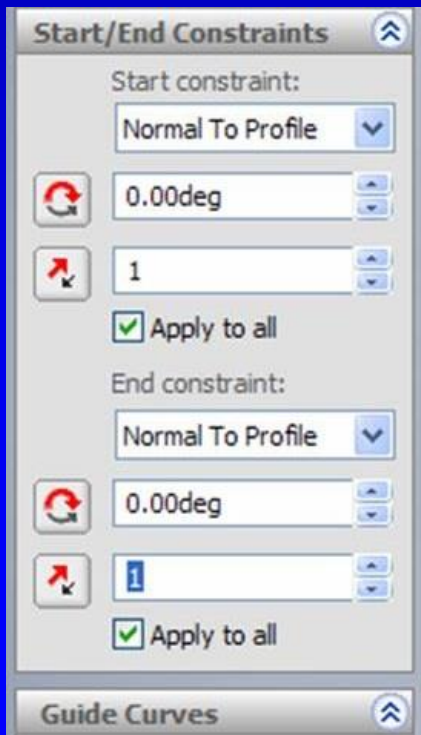 Start/End Constraints
Start constraint:
Normal To Profile
0.00deg
1
Apply to all
End constraint:
Normal To Profile
0.00deg
1
Apply to all
Guide Curves